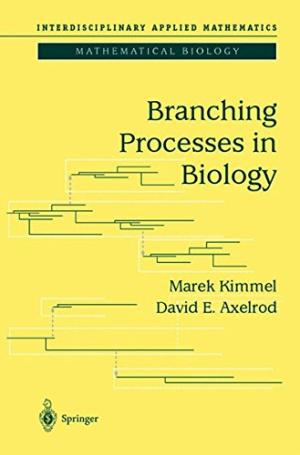 INTERDISCIPLINARY APPLIED MATHEMATICS
MATHEMATICAL BIOLOGY
Branching
Processes in
Biology
Marek Kimmel
David E. Axelrod
Springer